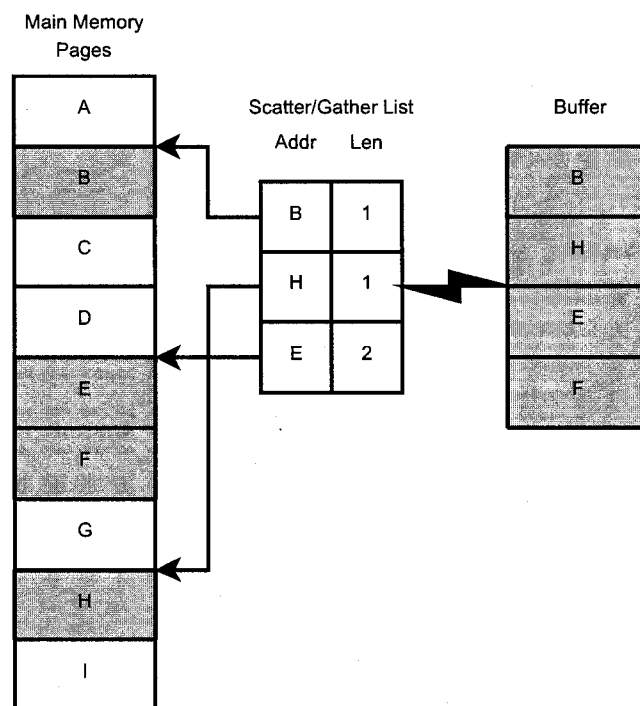 Main Memory
Pages
A
B
C
D
E
F
G
H
I
Scatter/Gather List
Addr Len
B 1
H 1
E 2
Buffer
B
H
E
F